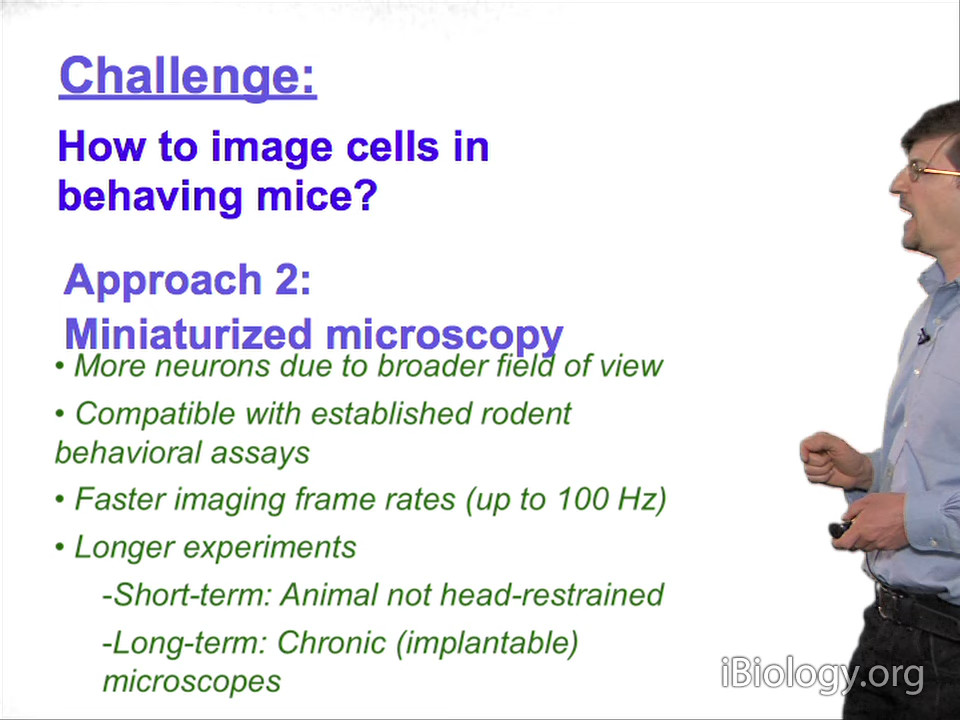 Challenge:
How to image cells in
behaving mice?
Approach 2:
Miniaturized microscopy
• More neurons due to broader field of view
• Compatible with established rodent
behavioral assays
• Faster imaging frame rates (up to 100 Hz)
• Longer experiments
-Short-term: Animal not head-restrained
-Long-term: Chronic (implantable)
microscopes
iBiology.org